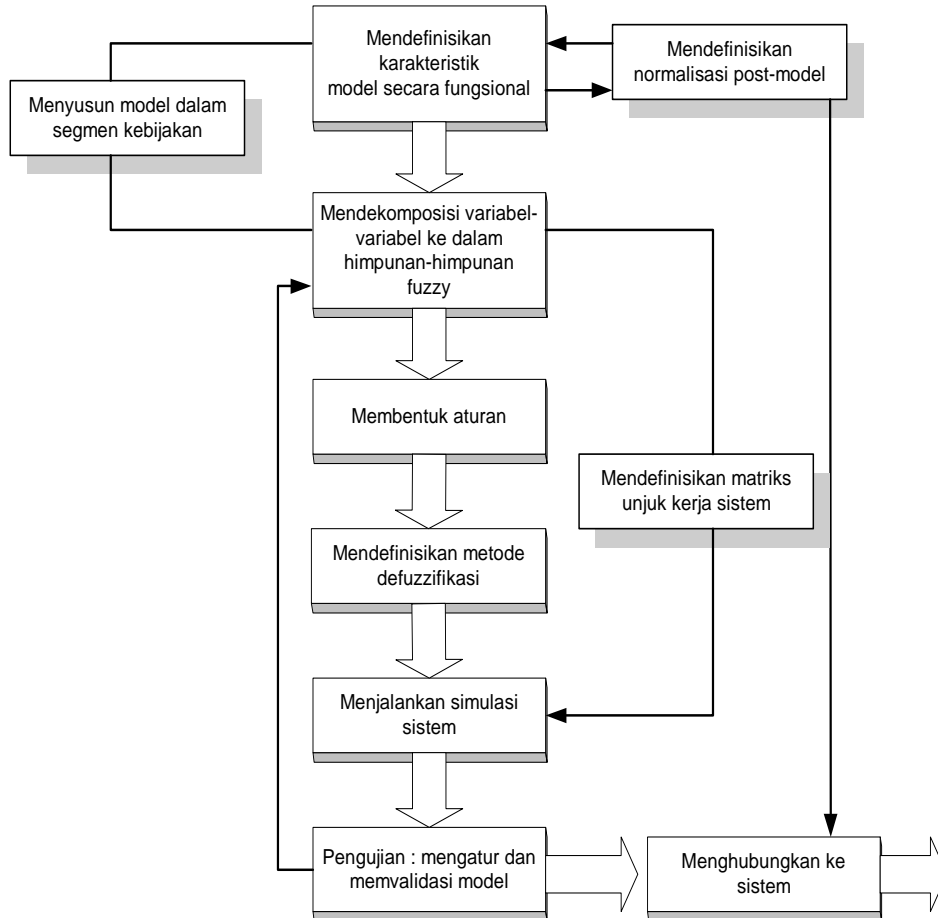 Mendefinisikan
karakteristik
model secara fungsional
Mendefinisikan
normalisasi post-model
Menyusun model dalam
segmen kebijakan
Mendekomposisi variabel-
variabel ke dalam
himpunan-himpunan
fuzzy
Membentuk aturan
Mendefinisikan matriks
unjuk kerja sistem
Mendefinisikan metode
defuzzifikasi
Menjalankan simulasi
sistem
Pengujian : mengatur dan
memvalidasi model
Menghubungkan ke
sistem